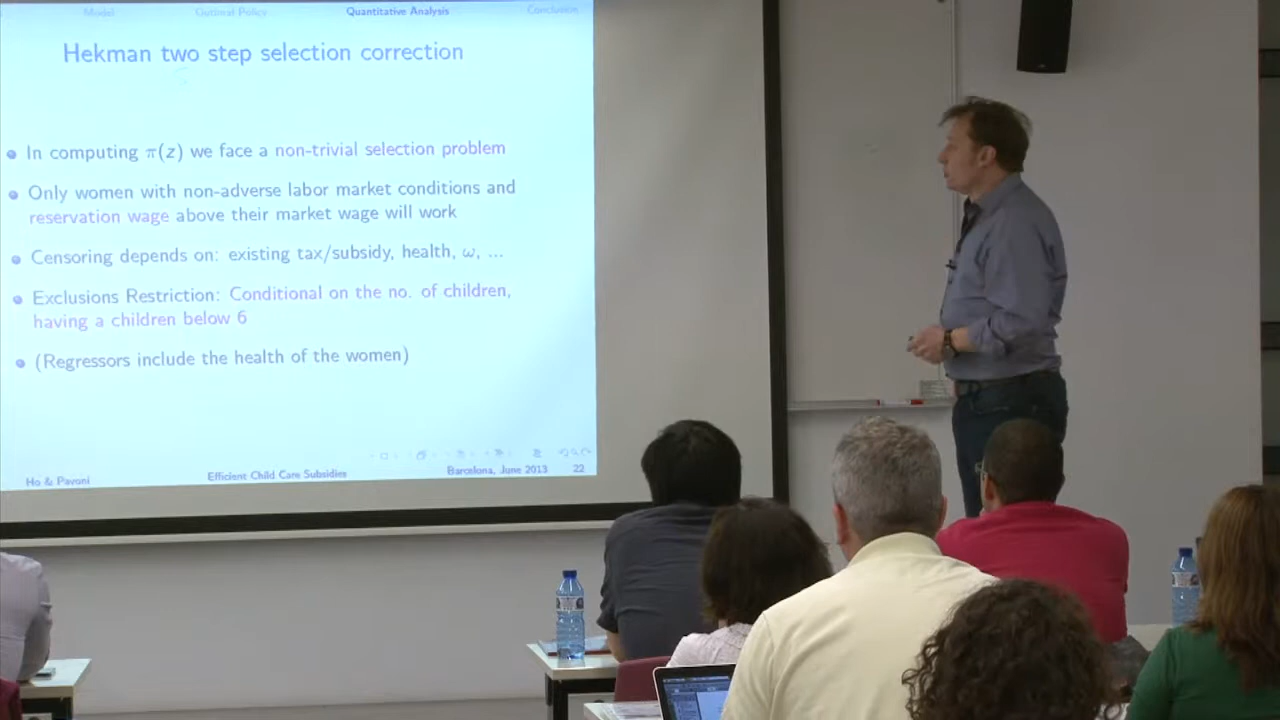 Model Optimal Policy Quantitative Analysis Conclusion
Hekman two step selection correction
In computing π(z) we face a non-trivial selection problem
Only women with non-adverse labor market conditions and
reservation wage above their market wage will work
Censoring depends on: existing tax/subsidy, health, ω, ...
Exclusions Restriction: Conditional on the no. of children,
having a children below 6
(Regressors include the health of the women)
Ho & Pavoni Efficient Child Care Subsidies Barcelona, June 2013 22